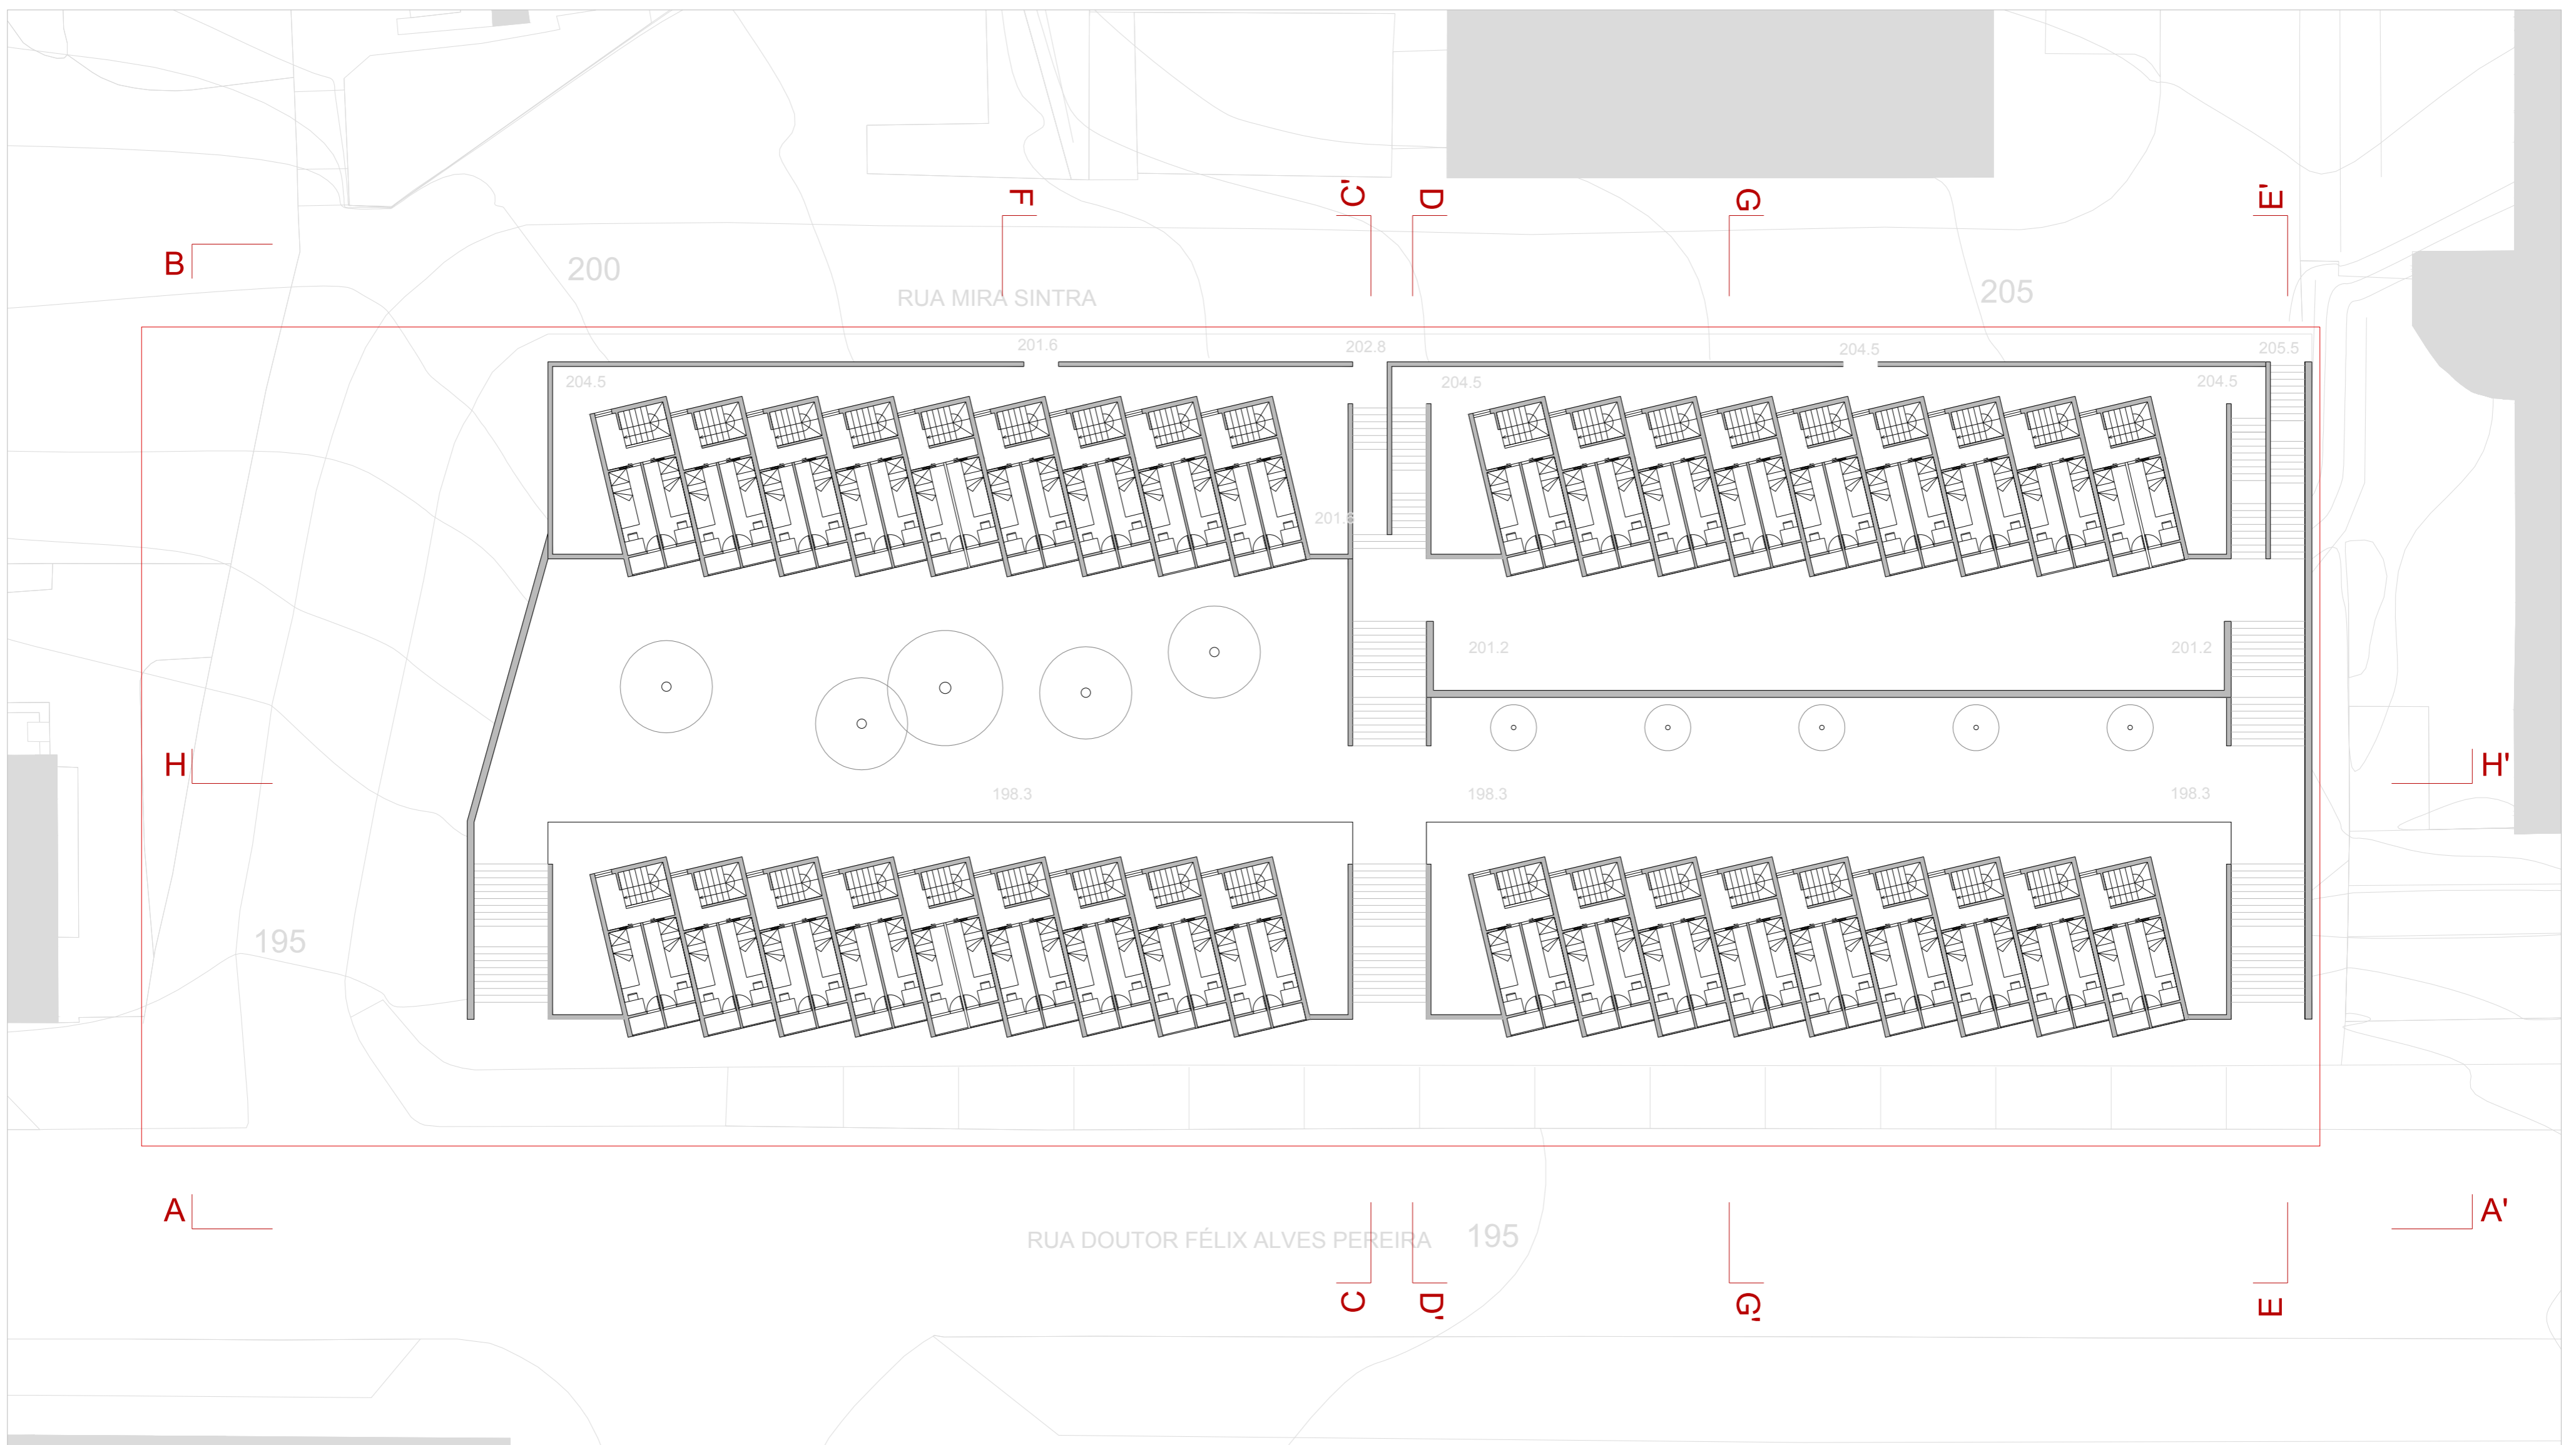 F
C'
D
G
E'
B
200
205
RUA MIRA SINTRA
201.6
202.8
204.5
205.5
204.5
204.5
204.5
201.2
201.2
H
H'
198.3
198.3
198.3
195
A
A'
RUA DOUTOR FÉLIX ALVES PEREIRA
195
C
D'
G'
E